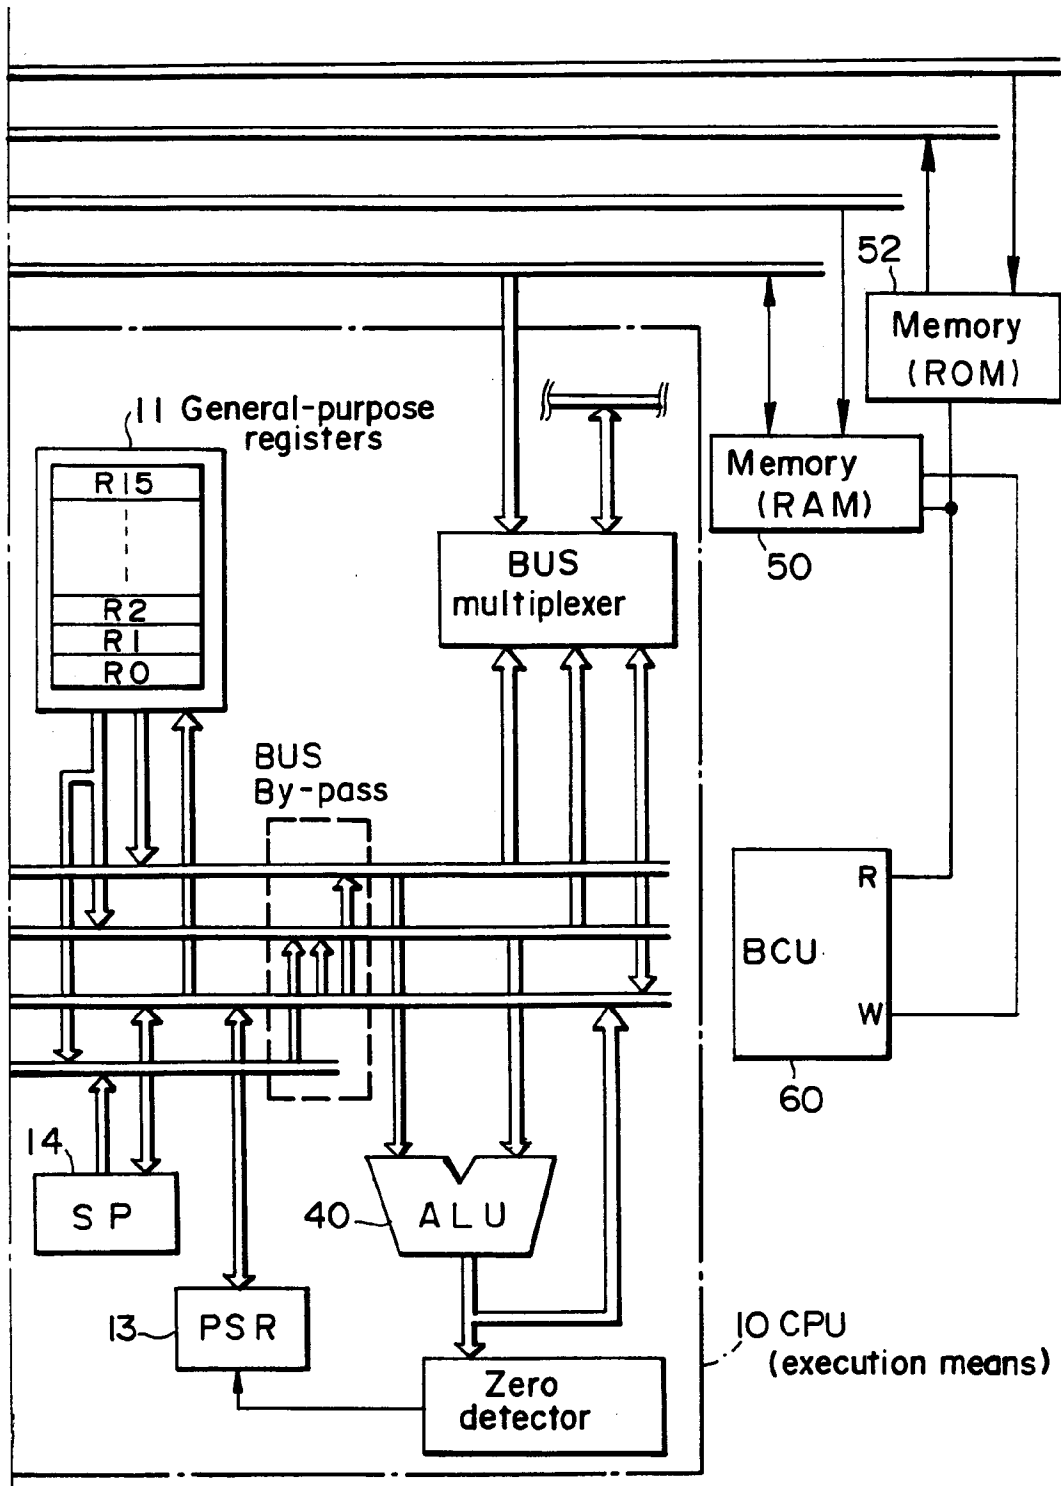 52
Memory
(ROM)
11 General-purpose
registers
R15
R2
R1
R0
Memory
(RAM)
50
BUS
multiplexer
BUS
By-pass
R
BCU
W
60
14
SP
40
ALU
13
PSR
10 CPU
(execution means)
Zero
detector